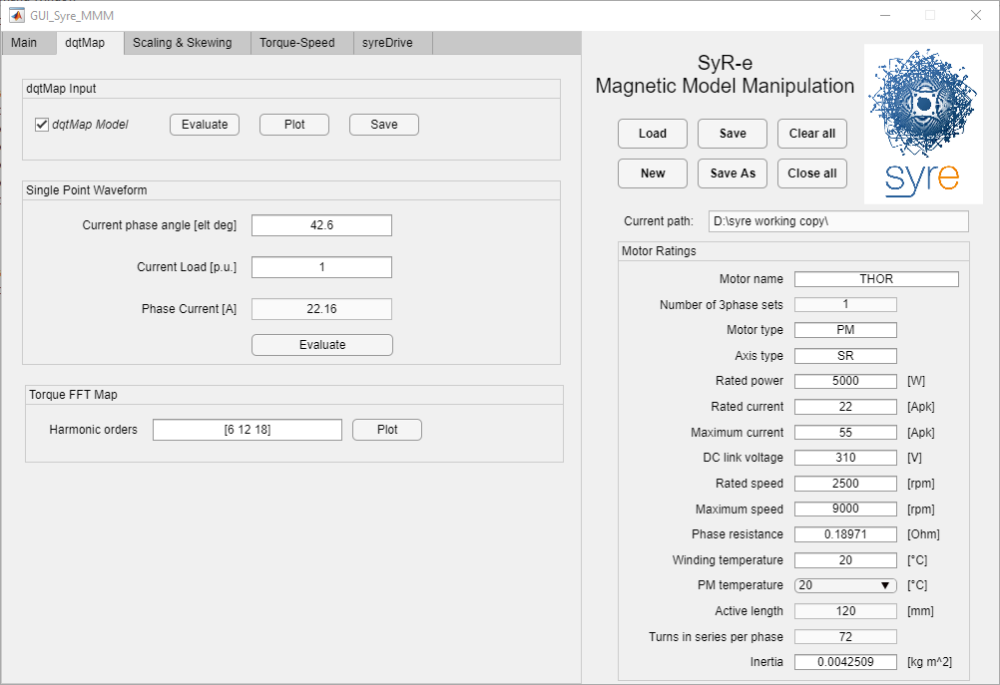 GUI_Syre_MMM
Main dqtMap Scaling & Skewing Torque-Speed syreDrive
dqtMap Input
dqtMap Model Evaluate Plot Save
Single Point Waveform
Current phase angle [elt deg] 42.6
Current Load [p.u.] 1
Phase Current [A] 22.16
Evaluate
Torque FFT Map
Harmonic orders [6 12 18] Plot
SyR-e
Magnetic Model Manipulation
syre
Load Save Clear all
New Save As Close all
Current path: D:\syre working copy\
Motor Ratings
Motor name THOR
Number of 3phase sets 1
Motor type PM
Axis type SR
Rated power 5000 [W]
Rated current 22 [Apk]
Maximum current 55 [Apk]
DC link voltage 310 [V]
Rated speed 2500 [rpm]
Maximum speed 9000 [rpm]
Phase resistance 0.18971 [Ohm]
Winding temperature 20 [°C]
PM temperature 20 [°C]
Active length 120 [mm]
Turns in series per phase 72
Inertia 0.0042509 [kg m^2]